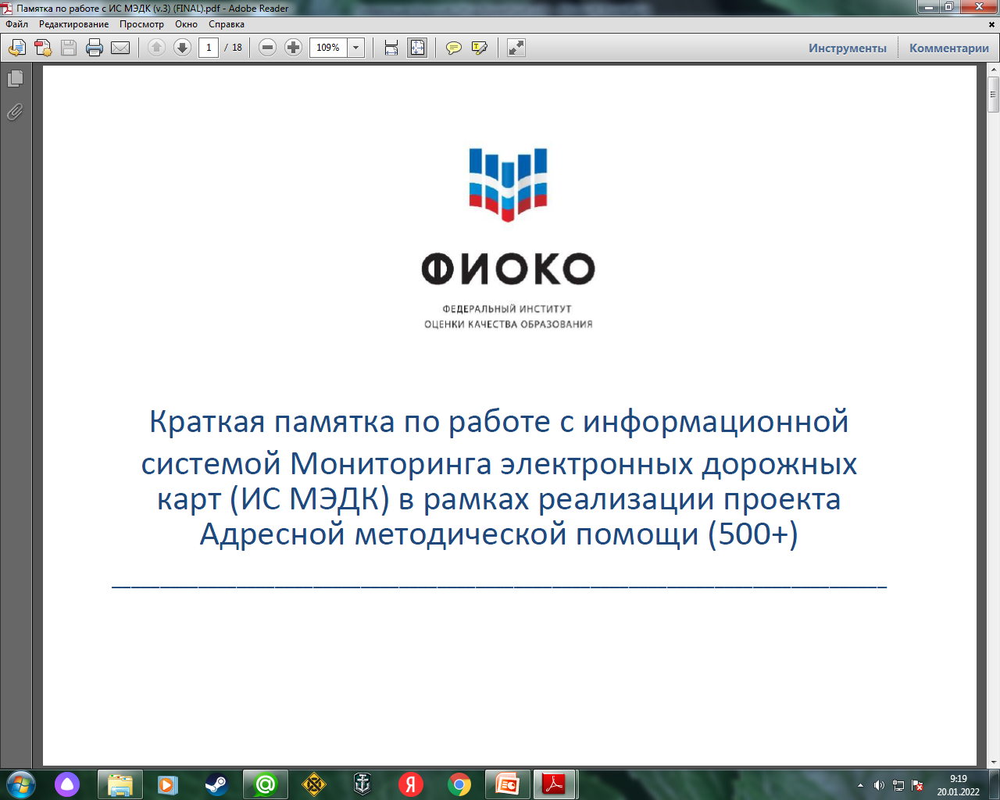 Памятка по работе с ИС МЭДК (v.3) (FINAL).pdf - Adobe Reader
Файл Редактирование Просмотр Окно Справка
1 / 18 109% Инструменты Комментарии
ФИОКО
ФЕДЕРАЛЬНЫЙ ИНСТИТУТ
ОЦЕНКИ КАЧЕСТВА ОБРАЗОВАНИЯ
Краткая памятка по работе с информационной
системой Мониторинга электронных дорожных
карт (ИС МЭДК) в рамках реализации проекта
Адресной методической помощи (500+)
9:19
20.01.2022